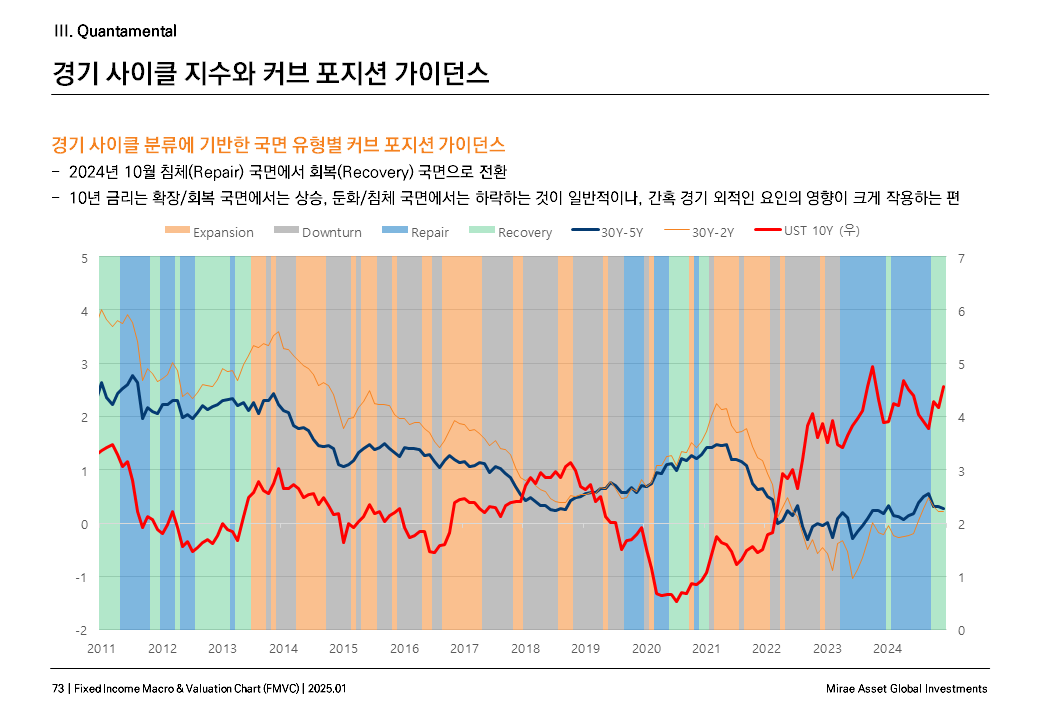 III. Quantamental
경기 사이클 지수와 커브 포지션 가이던스
경기 사이클 분류에 기반한 국면 유형별 커브 포지션 가이던스
– 2024년 10월 침체(Repair) 국면에서 회복(Recovery) 국면으로 전환
– 10년 금리는 확장/회복 국면에서는 상승, 둔화/침체 국면에서는 하락하는 것이 일반적이나, 간혹 경기 외적인 요인의 영향이 크게 작용하는 편
Expansion Downturn Repair Recovery 30Y-5Y 30Y-2Y UST 10Y (우)
5 7
4 6
3 5
2 4
1 3
0 2
-1 1
-2 0
2011 2012 2013 2014 2015 2016 2017 2018 2019 2020 2021 2022 2023 2024
73 | Fixed Income Macro & Valuation Chart (FMVC) | 2025.01 Mirae Asset Global Investments